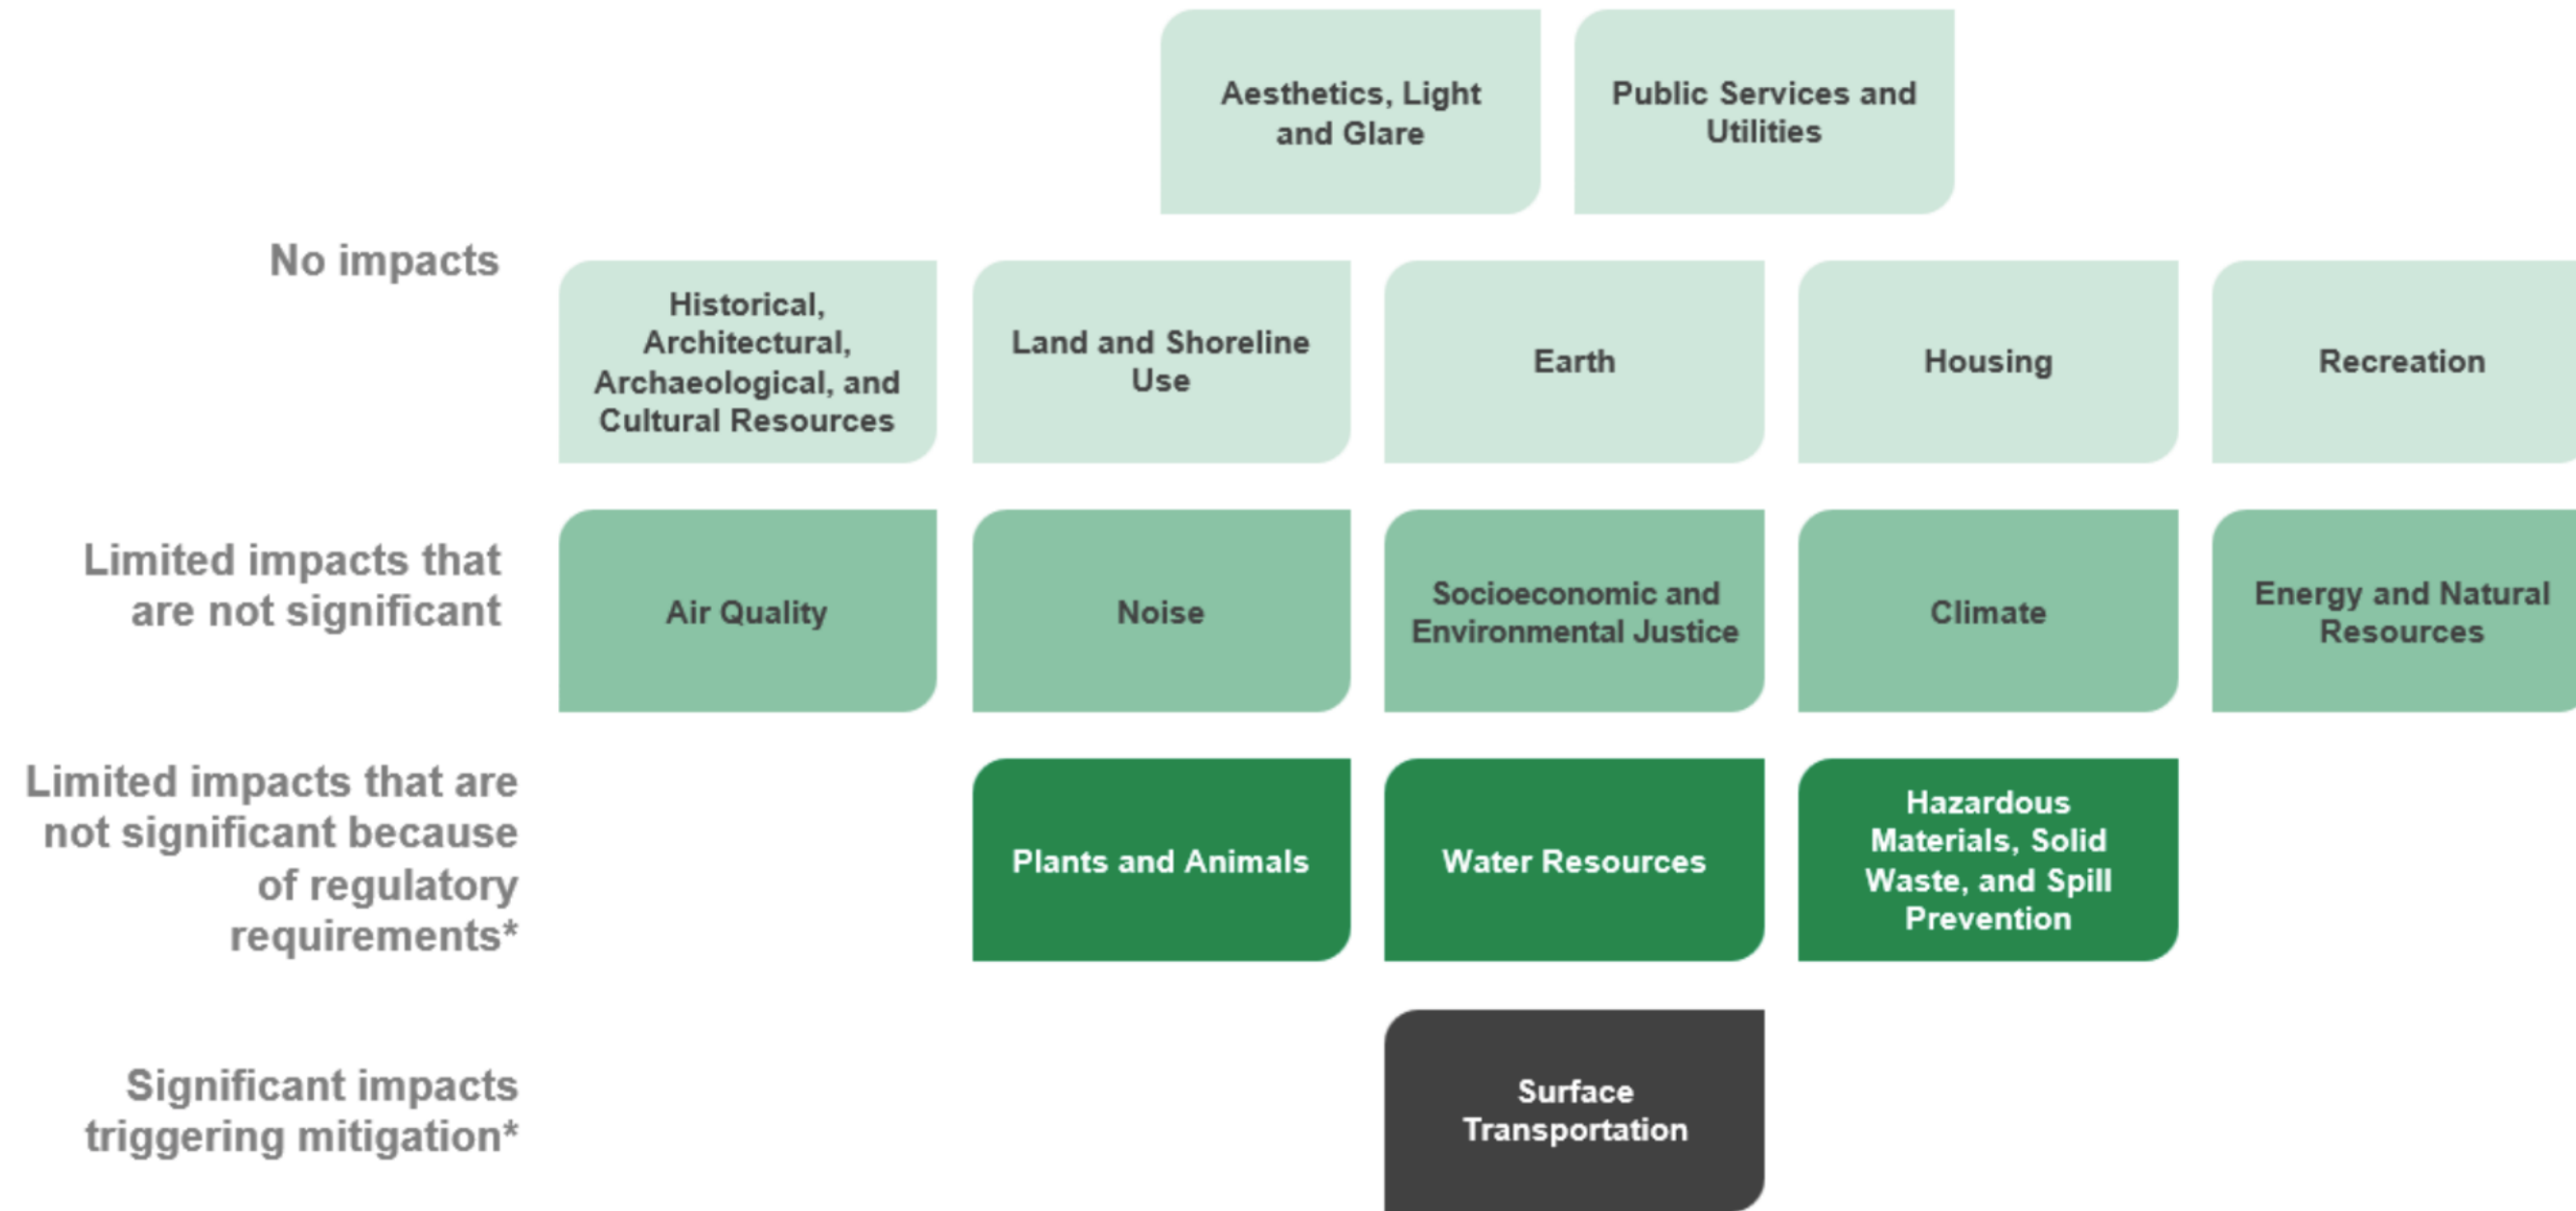 Aesthetics, Light
and Glare
Public Services and
Utilities
No impacts
Historical,
Architectural,
Archaeological, and
Cultural Resources
Land and Shoreline
Use
Earth
Housing
Recreation
Limited impacts that
are not significant
Air Quality
Noise
Socioeconomic and
Environmental Justice
Climate
Energy and Natural
Resources
Limited impacts that are
not significant because
of regulatory
requirements*
Plants and Animals
Water Resources
Hazardous
Materials, Solid
Waste, and Spill
Prevention
Significant impacts
triggering mitigation*
Surface
Transportation